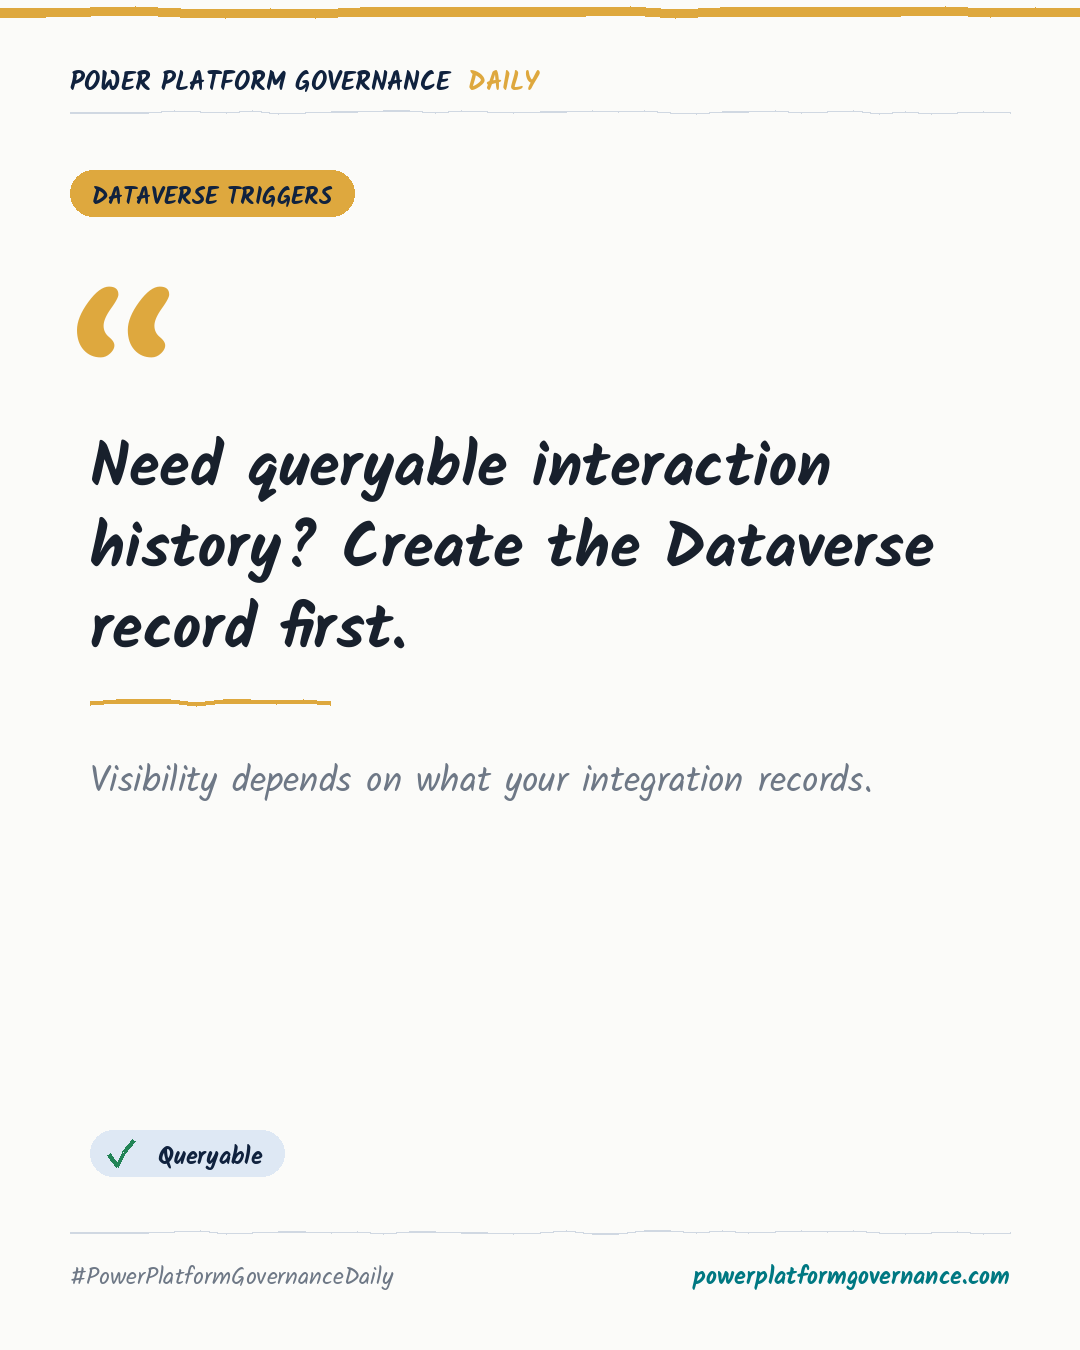 POWER PLATFORM GOVERNANCE DAILY
DATAVERSE TRIGGERS
“
Need queryable interaction
history? Create the Dataverse
record first.
Visibility depends on what your integration records.
✓ Queryable
#PowerPlatformGovernanceDaily
powerplatformgovernance.com